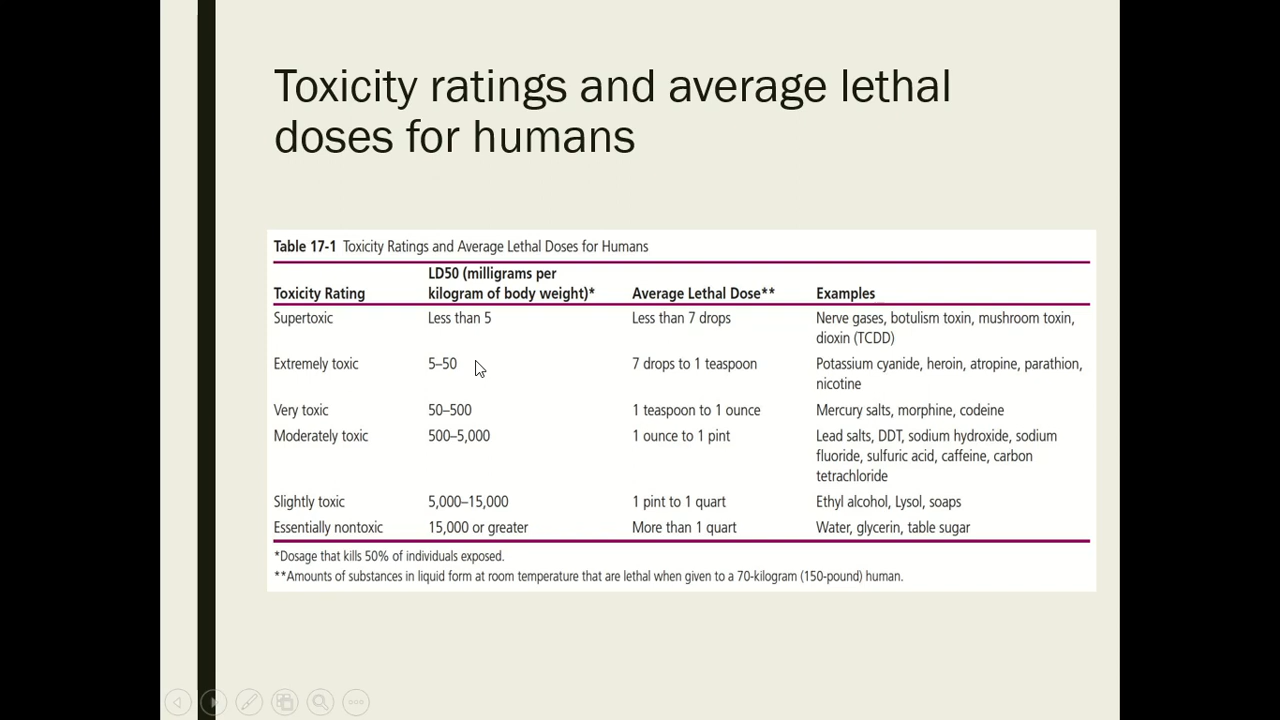 Toxicity ratings and average lethal
doses for humans
Table 17-1 Toxicity Ratings and Average Lethal Doses for Humans
LD50 (milligrams per
Toxicity Rating kilogram of body weight)* Average Lethal Dose** Examples
Supertoxic Less than 5 Less than 7 drops Nerve gases, botulism toxin, mushroom toxin,
dioxin (TCDD)
Extremely toxic 5–50 7 drops to 1 teaspoon Potassium cyanide, heroin, atropine, parathion,
nicotine
Very toxic 50–500 1 teaspoon to 1 ounce Mercury salts, morphine, codeine
Moderately toxic 500–5,000 1 ounce to 1 pint Lead salts, DDT, sodium hydroxide, sodium
fluoride, sulfuric acid, caffeine, carbon
tetrachloride
Slightly toxic 5,000–15,000 1 pint to 1 quart Ethyl alcohol, Lysol, soaps
Essentially nontoxic 15,000 or greater More than 1 quart Water, glycerin, table sugar
*Dosage that kills 50% of individuals exposed.
**Amounts of substances in liquid form at room temperature that are lethal when given to a 70-kilogram (150-pound) human.